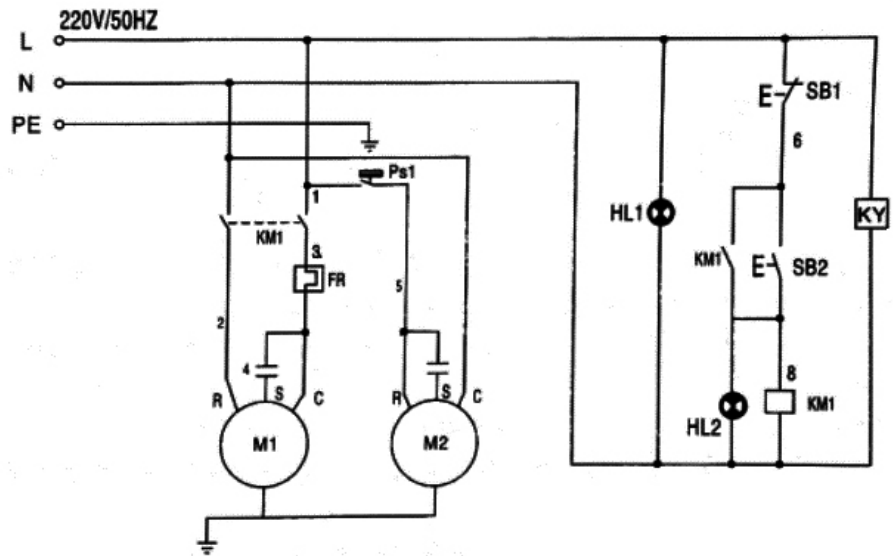 220V/50HZ
L
N
PE
Ps1
1
KM1
3.
FR
2
5
4
R
S
C
R
S
C
M1
M2
HL1
E
SB1
6
KM1
E
SB2
KY
8
HL2
KM1